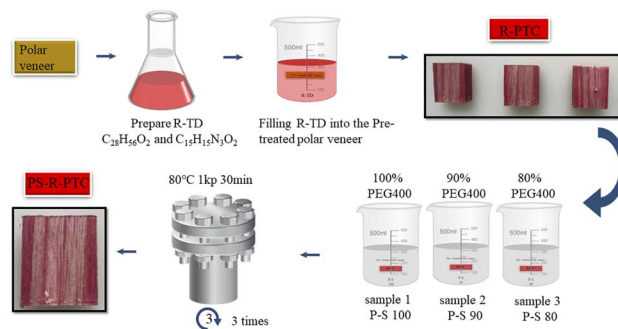 Polar
veneer
Prepare R-TD
C₂₈H₅₆O₂ and C₁₅H₁₅N₃O₂
500ml
R-TD
Filling R-TD into the Pre-
treated polar veneer
R-PTC
100%
PEG400
90%
PEG400
80%
PEG400
500ml
500ml
500ml
P-S
P-S
P-S
sample 1
P-S 100
sample 2
P-S 90
sample 3
P-S 80
80℃ 1kp 30min
3
3 times
PS-R-PTC